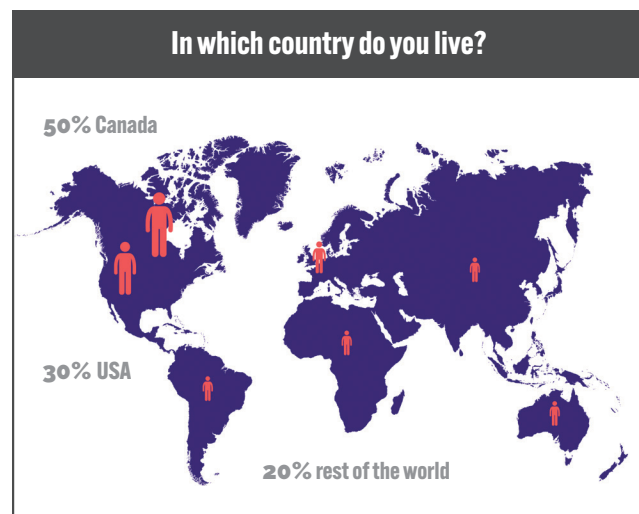 In which country do you live?
50% Canada
30% USA
20% rest of the world